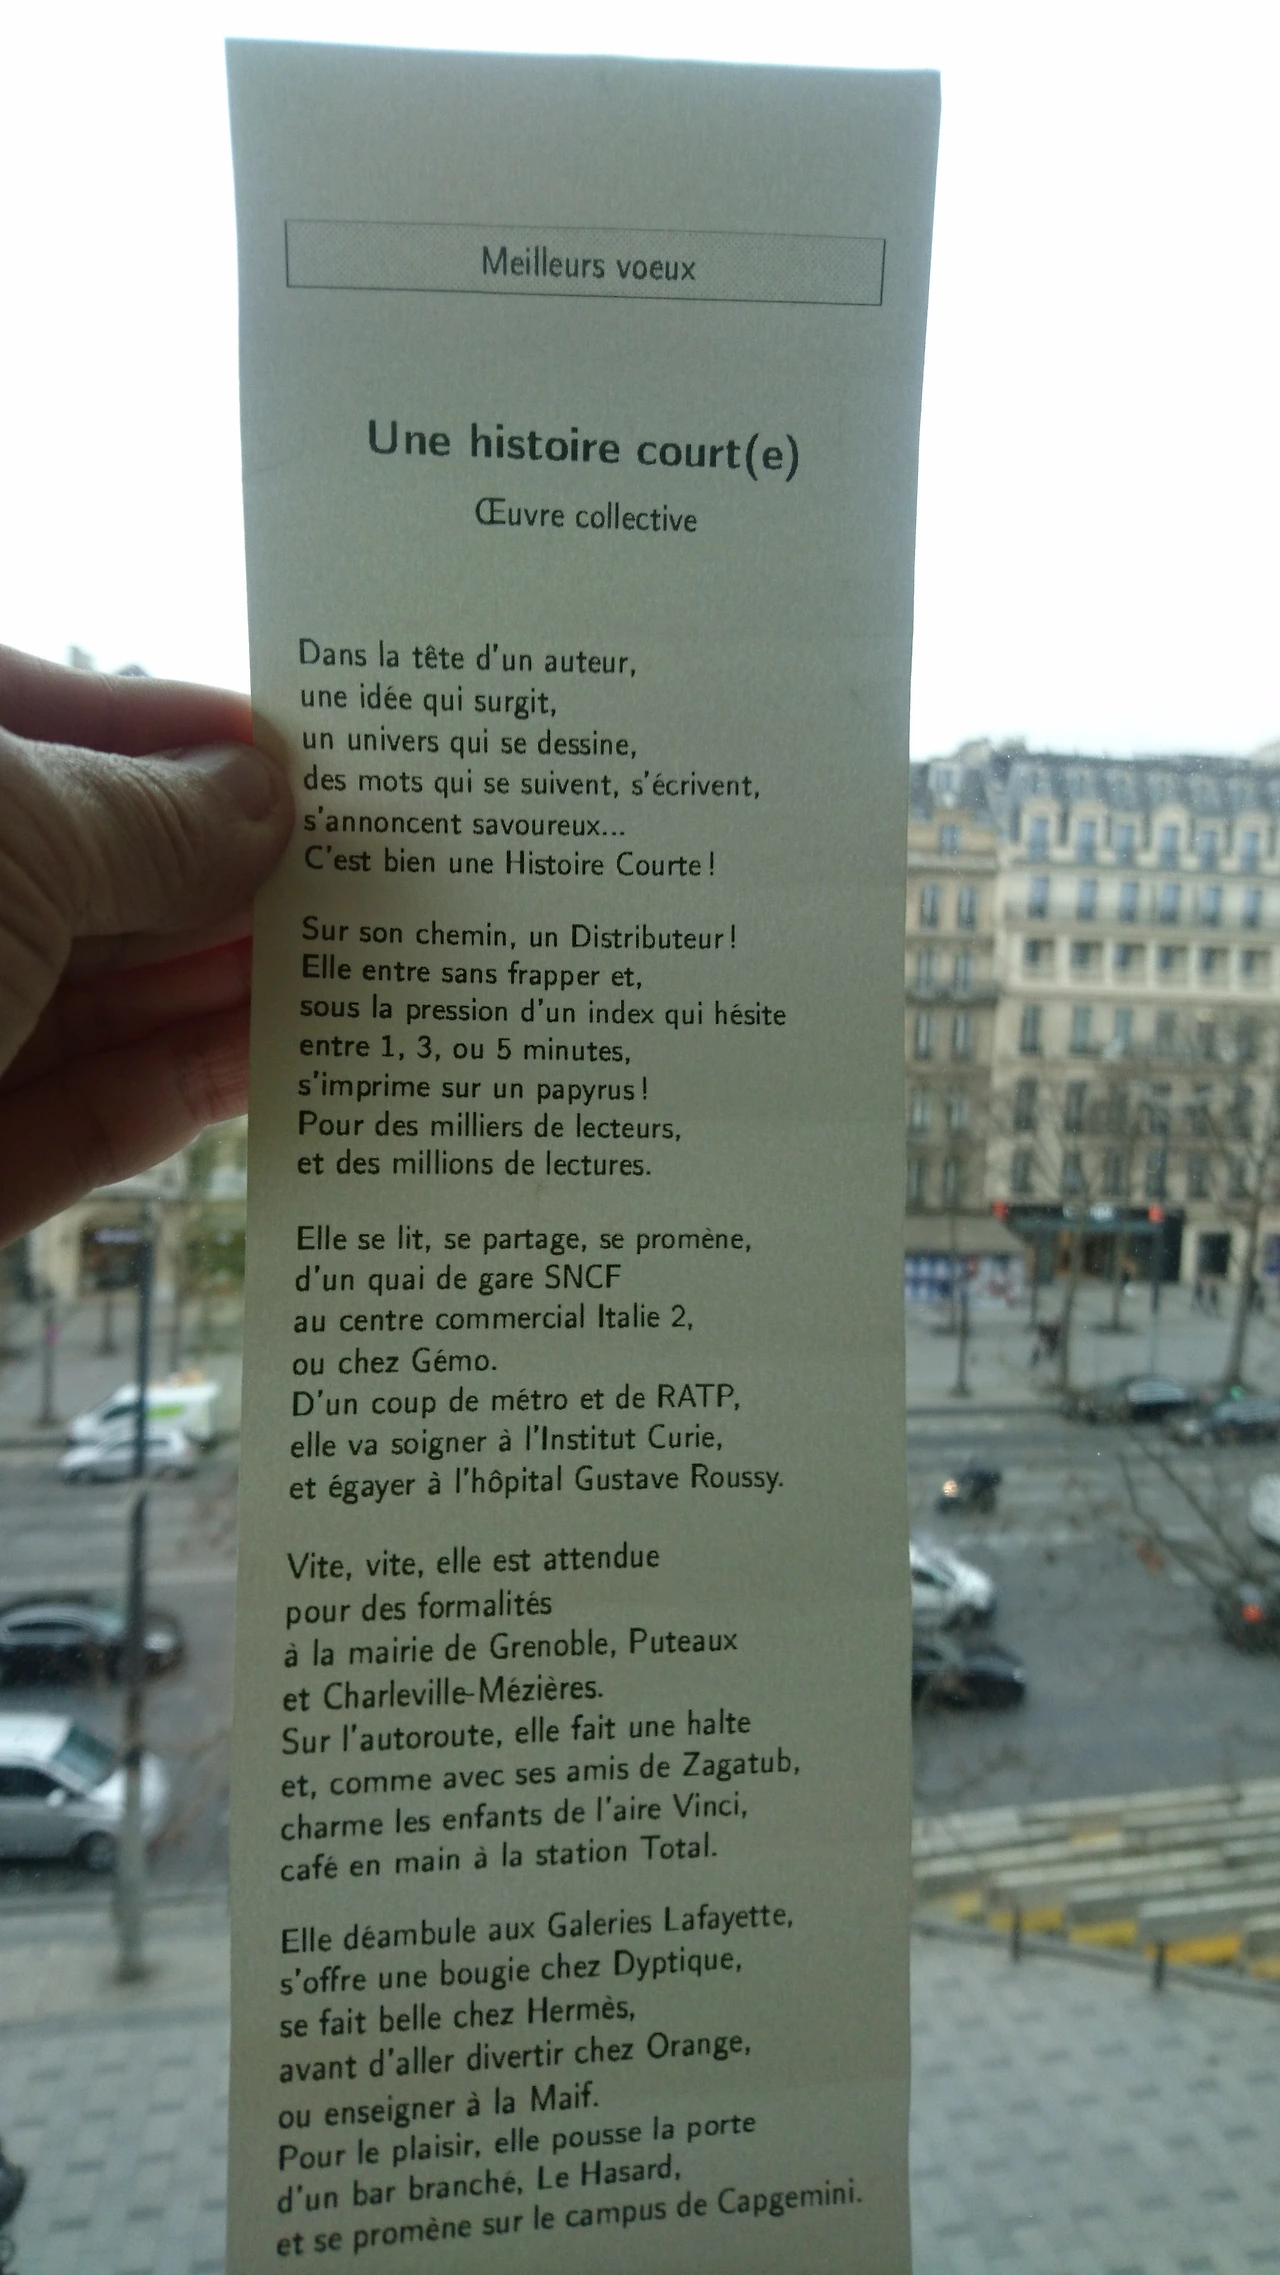 Meilleurs voeux
Une histoire court(e)
Œuvre collective
Dans la tête d'un auteur,
une idée qui surgit,
un univers qui se dessine,
des mots qui se suivent, s'écrivent,
s'annoncent savoureux...
C'est bien une Histoire Courte !
Sur son chemin, un Distributeur !
Elle entre sans frapper et,
sous la pression d'un index qui hésite
entre 1, 3, ou 5 minutes,
s'imprime sur un papyrus !
Pour des milliers de lecteurs,
et des millions de lectures.
Elle se lit, se partage, se promène,
d'un quai de gare SNCF
au centre commercial Italie 2,
ou chez Gémo.
D'un coup de métro et de RATP,
elle va soigner à l'Institut Curie,
et égayer à l'hôpital Gustave Roussy.
Vite, vite, elle est attendue
pour des formalités
à la mairie de Grenoble, Puteaux
et Charleville-Mézières.
Sur l'autoroute, elle fait une halte
et, comme avec ses amis de Zagatub,
charme les enfants de l'aire Vinci,
café en main à la station Total.
Elle déambule aux Galeries Lafayette,
s'offre une bougie chez Dyptique,
se fait belle chez Hermès,
avant d'aller divertir chez Orange,
ou enseigner à la Maif.
Pour le plaisir, elle pousse la porte
d'un bar branché, Le Hasard,
et se promène sur le campus de Capgemini.